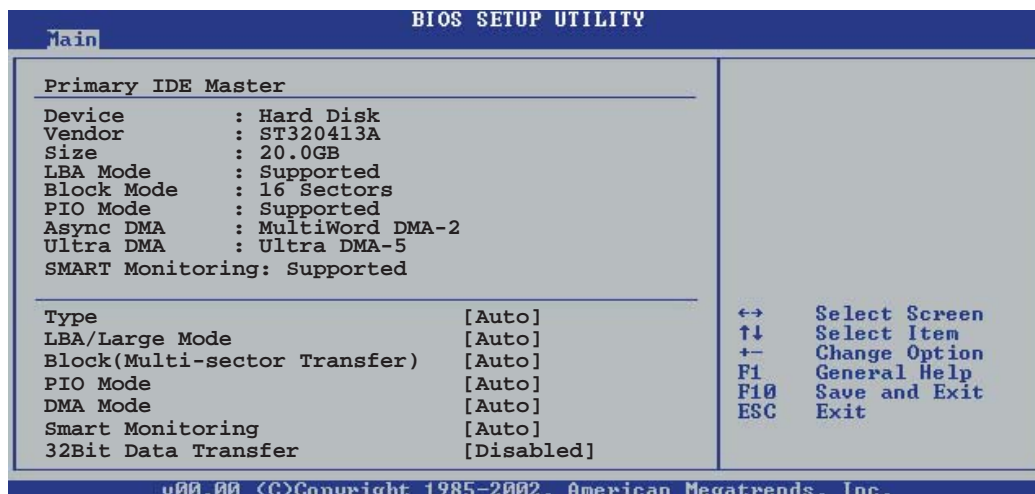 BIOS SETUP UTILITY
Main
Primary IDE Master
Device : Hard Disk
Vendor : ST320413A
Size : 20.0GB
LBA Mode : Supported
Block Mode : 16 Sectors
PIO Mode : Supported
Async DMA : MultiWord DMA-2
Ultra DMA : Ultra DMA-5
SMART Monitoring: Supported
Type [Auto]
LBA/Large Mode [Auto]
Block(Multi-sector Transfer) [Auto]
PIO Mode [Auto]
DMA Mode [Auto]
Smart Monitoring [Auto]
32Bit Data Transfer [Disabled]
←→ Select Screen
↑↓ Select Item
+- Change Option
F1 General Help
F10 Save and Exit
ESC Exit
v00.00 (C)Copyright 1985-2002, American Megatrends, Inc.